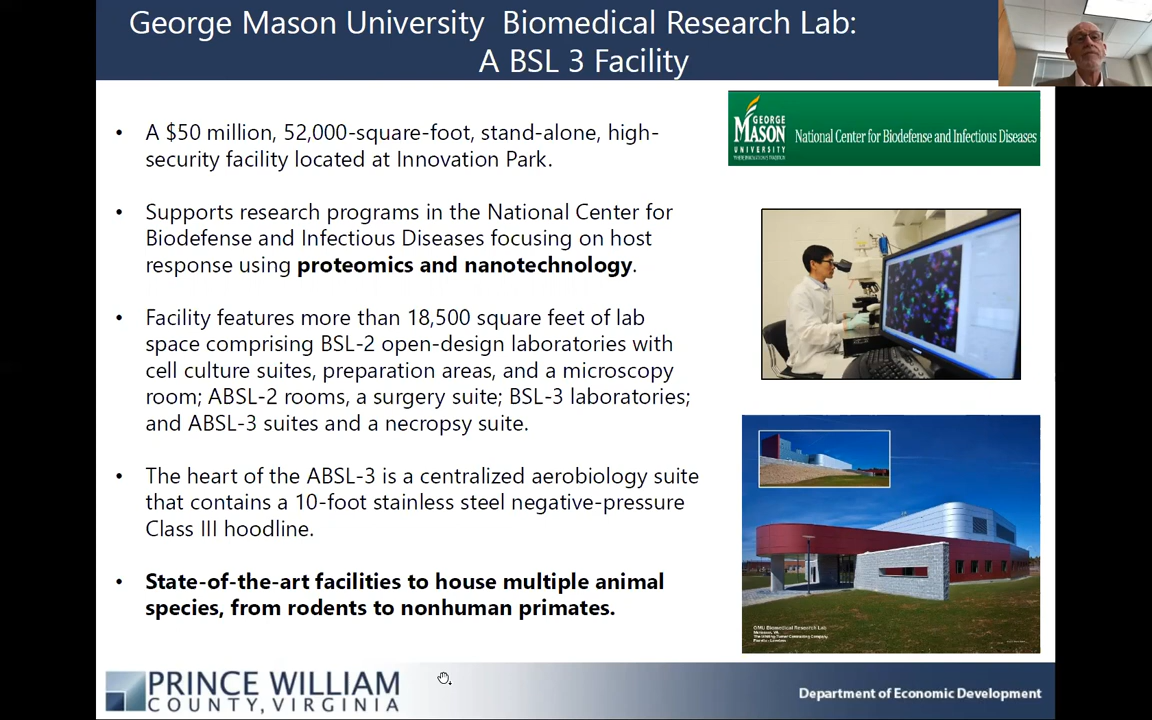 George Mason University Biomedical Research Lab:
A BSL 3 Facility
• A $50 million, 52,000-square-foot, stand-alone, high-
security facility located at Innovation Park.
• Supports research programs in the National Center for
Biodefense and Infectious Diseases focusing on host
response using proteomics and nanotechnology.
• Facility features more than 18,500 square feet of lab
space comprising BSL-2 open-design laboratories with
cell culture suites, preparation areas, and a microscopy
room; ABSL-2 rooms, a surgery suite; BSL-3 laboratories;
and ABSL-3 suites and a necropsy suite.
• The heart of the ABSL-3 is a centralized aerobiology suite
that contains a 10-foot stainless steel negative-pressure
Class III hoodline.
• State-of-the-art facilities to house multiple animal
species, from rodents to nonhuman primates.
GEORGE
MASON
UNIVERSITY
National Center for Biodefense and Infectious Diseases
GMU Biomedical Research Lab
Manassas, VA
PRINCE WILLIAM
COUNTY, VIRGINIA
Department of Economic Development